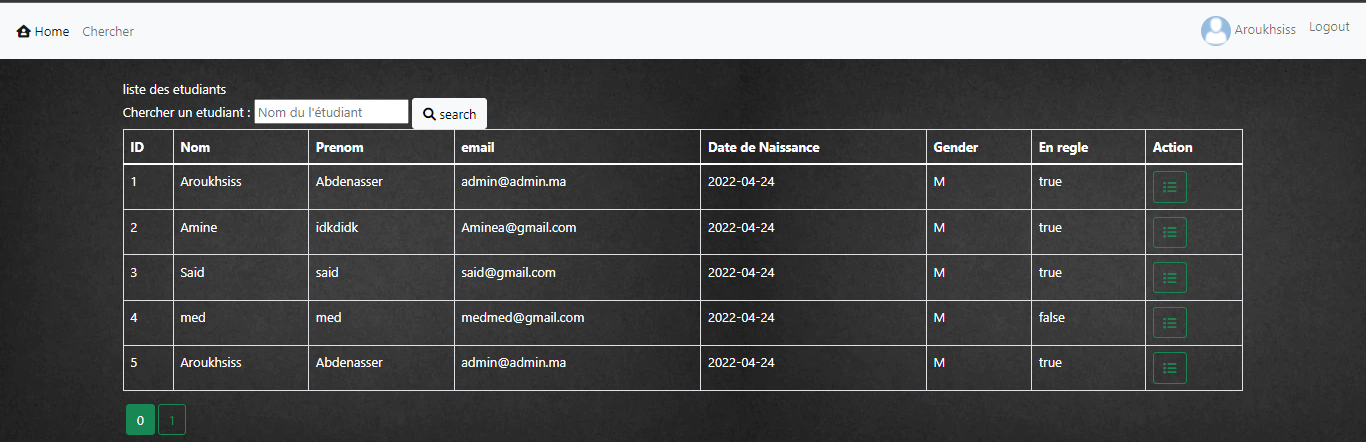 Home Chercher Aroukhsiss Logout
liste des etudiants
Chercher un etudiant : Nom du l'étudiant search
ID Nom Prenom email Date de Naissance Gender En regle Action
1 Aroukhsiss Abdenasser admin@admin.ma 2022-04-24 M true
2 Amine idkdidk Aminea@gmail.com 2022-04-24 M true
3 Said said said@gmail.com 2022-04-24 M true
4 med med medmed@gmail.com 2022-04-24 M false
5 Aroukhsiss Abdenasser admin@admin.ma 2022-04-24 M true
0 1